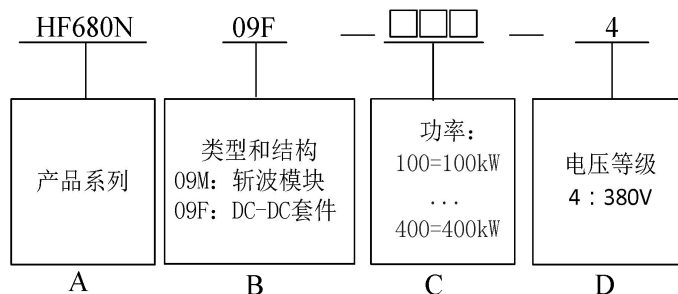 HF680N 09F — □□□ — 4
产品系列
类型和结构
09M：斩波模块
09F：DC-DC套件
功率：
100=100kW
...
400=400kW
电压等级
4：380V
A B C D